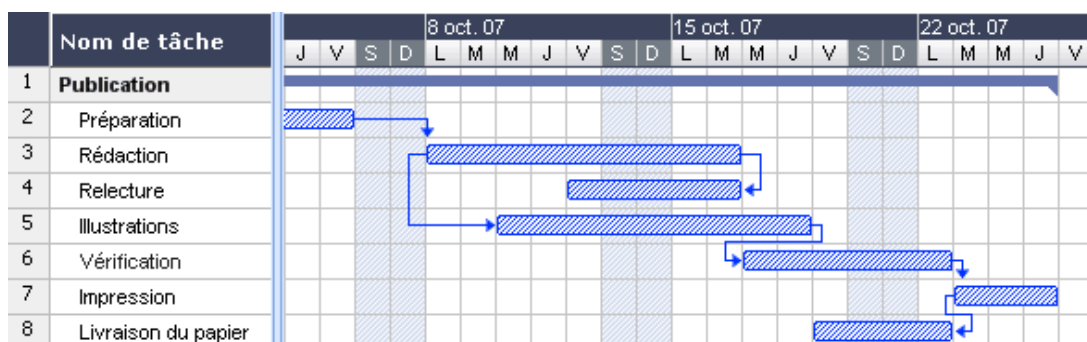 Nom de tâche
8 oct. 07 15 oct. 07 22 oct. 07
J V S D L M M J V S D L M M J V S D L M M J V
1 Publication
2 Préparation
3 Rédaction
4 Relecture
5 Illustrations
6 Vérification
7 Impression
8 Livraison du papier